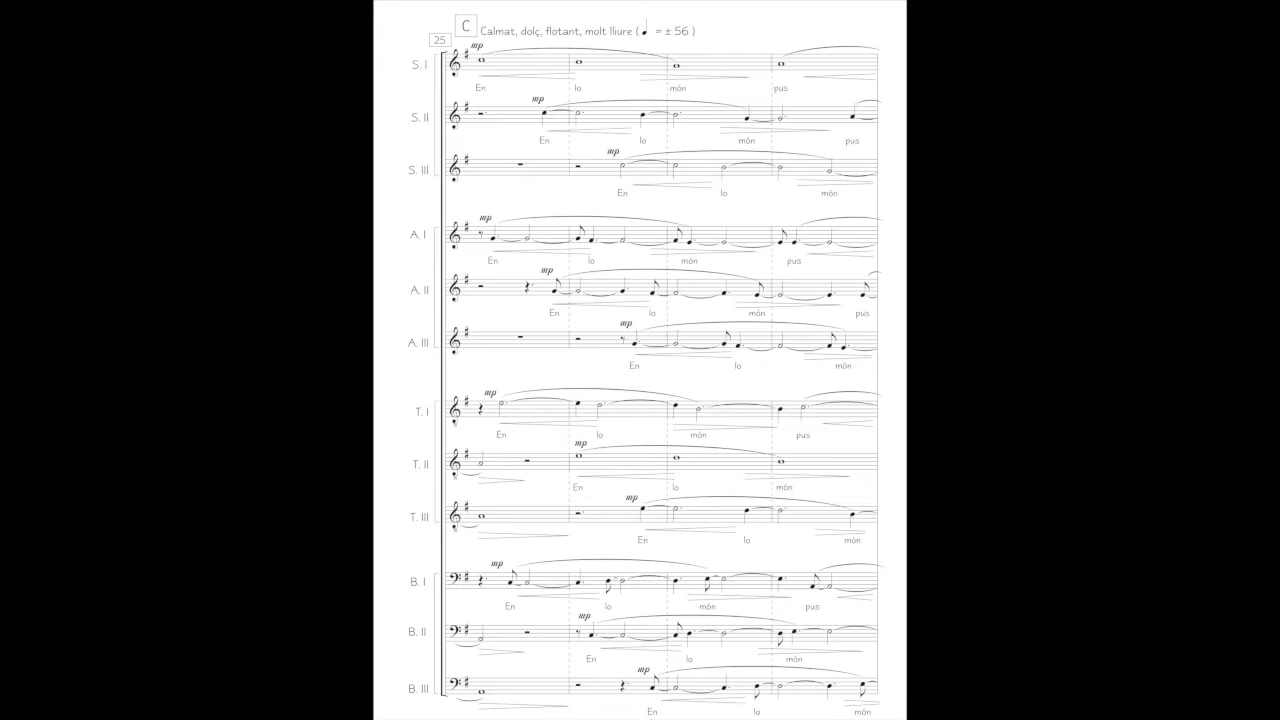 C Calmat, dolç, flotant, molt lliure ( = ± 56 )
25
mp
S. I
En lo món pus
mp
S. II
En lo món pus
mp
S. III
En lo món
mp
A. I
En lo món pus
mp
A. II
En lo món pus
mp
A. III
En lo món
mp
T. I
En lo món pus
mp
T. II
En lo món
mp
T. III
En lo món
mp
B. I
En lo món pus
mp
B. II
En lo món
mp
B. III
En lo món